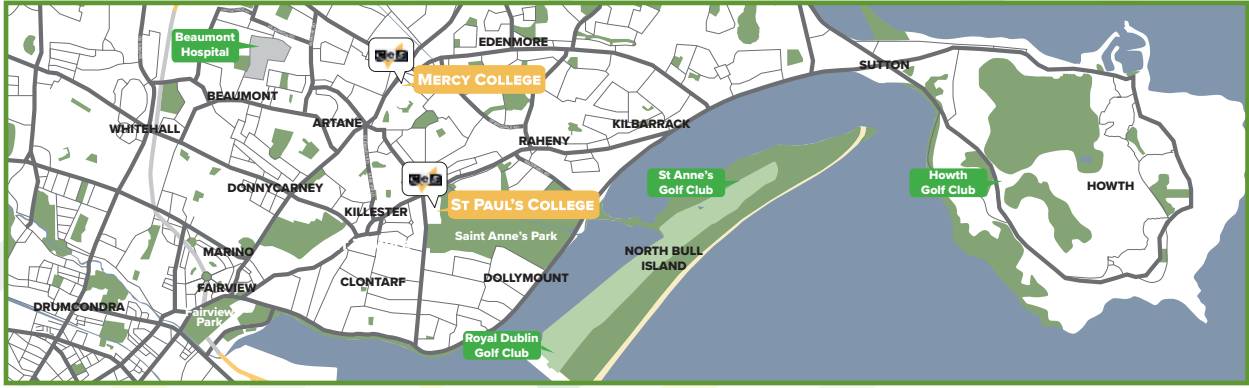 Beaumont
Hospital
EDENMORE
SUTTON
MERCY COLLEGE
BEAUMONT
ARTANE
KILBARRACK
WHITEHALL
RAHENY
St Anne's
Golf Club
Howth
Golf Club
HOWTH
DONNYCARNEY
ST PAUL'S COLLEGE
KILLESTER
Saint Anne's Park
MARINO
NORTH BULL
ISLAND
CLONTARF
DOLLYMOUNT
FAIRVIEW
DRUMCONDRA
Fairview
Park
Royal Dublin
Golf Club